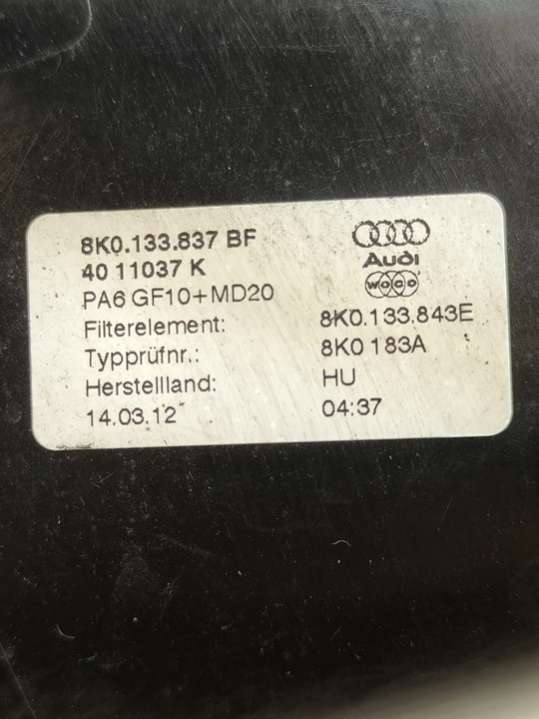 8K0.133.837 BF
40 11037 K
Audi
PA6 GF10+MD20
WOCO
Filterelement: 8K0.133.843E
Typprüfnr.: 8K0 183A
Herstellland: HU
14.03.12 04:37